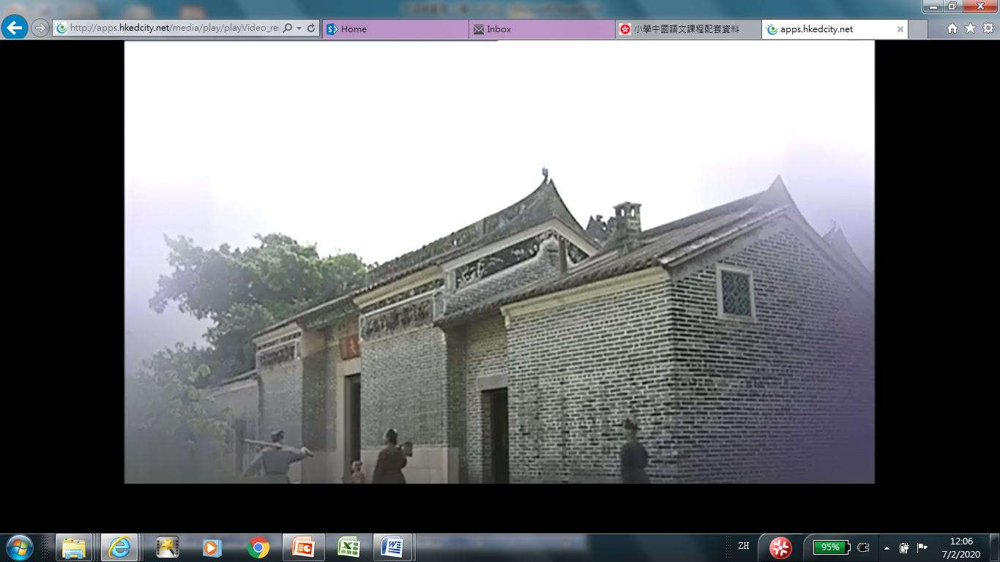 http://apps.hkedcity.net/media/play/playVideo_re
Home
Inbox
小學中國語文課程配套資料
apps.hkedcity.net
ZH
95%
12:06
7/2/2020